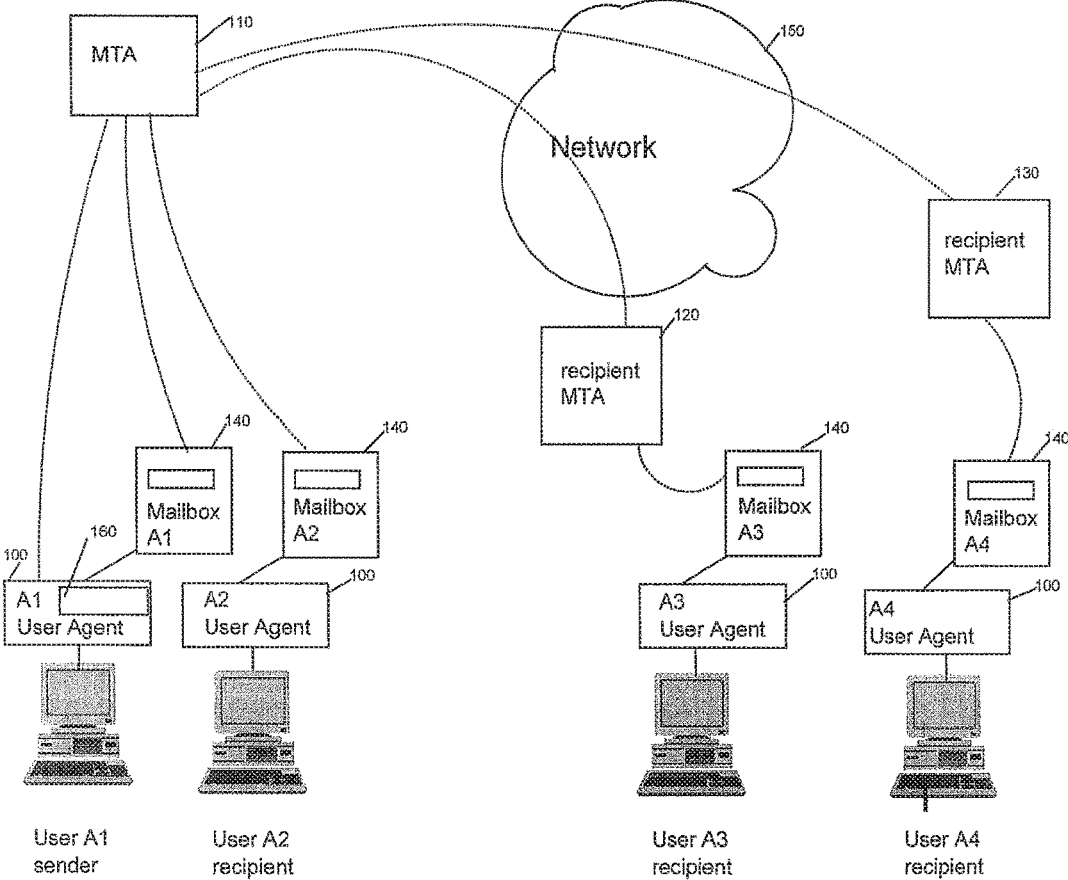 110
MTA
150
Network
130
recipient
MTA
120
recipient
MTA
140
Mailbox
A1
140
Mailbox
A2
140
Mailbox
A3
140
Mailbox
A4
160
100
A1
User Agent
100
A2
User Agent
100
A3
User Agent
100
A4
User Agent
User A1
sender
User A2
recipient
User A3
recipient
User A4
recipient